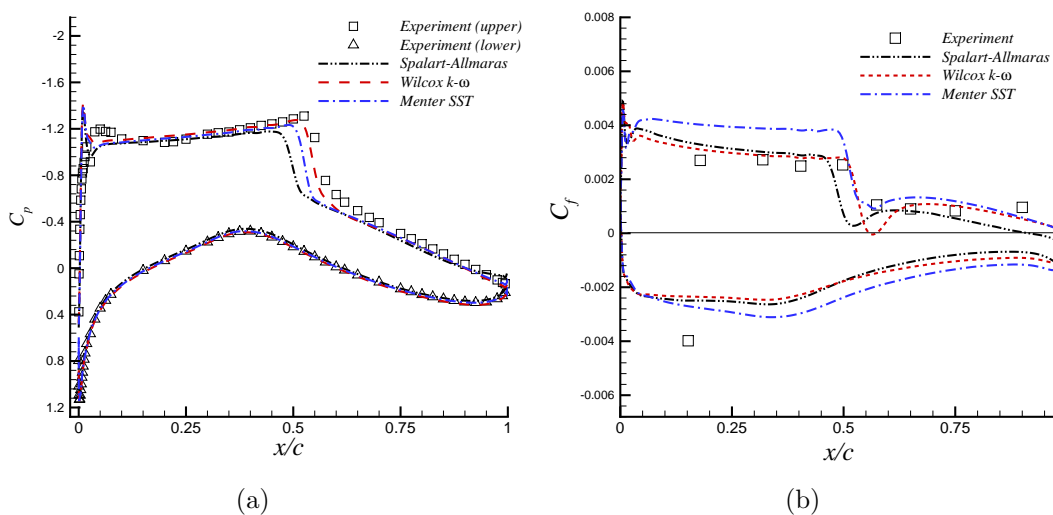 -2
-1.6
-1.2
-0.8
-0.4
0
0.4
0.8
1.2
C_p
0
0.25
0.5
0.75
1
x/c
Experiment (upper)
Experiment (lower)
Spalart-Allmaras
Wilcox k-ω
Menter SST
(a)
0.008
0.006
0.004
0.002
0
-0.002
-0.004
-0.006
C_f
0
0.25
0.5
0.75
x/c
Experiment
Spalart-Allmaras
Wilcox k-ω
Menter SST
(b)